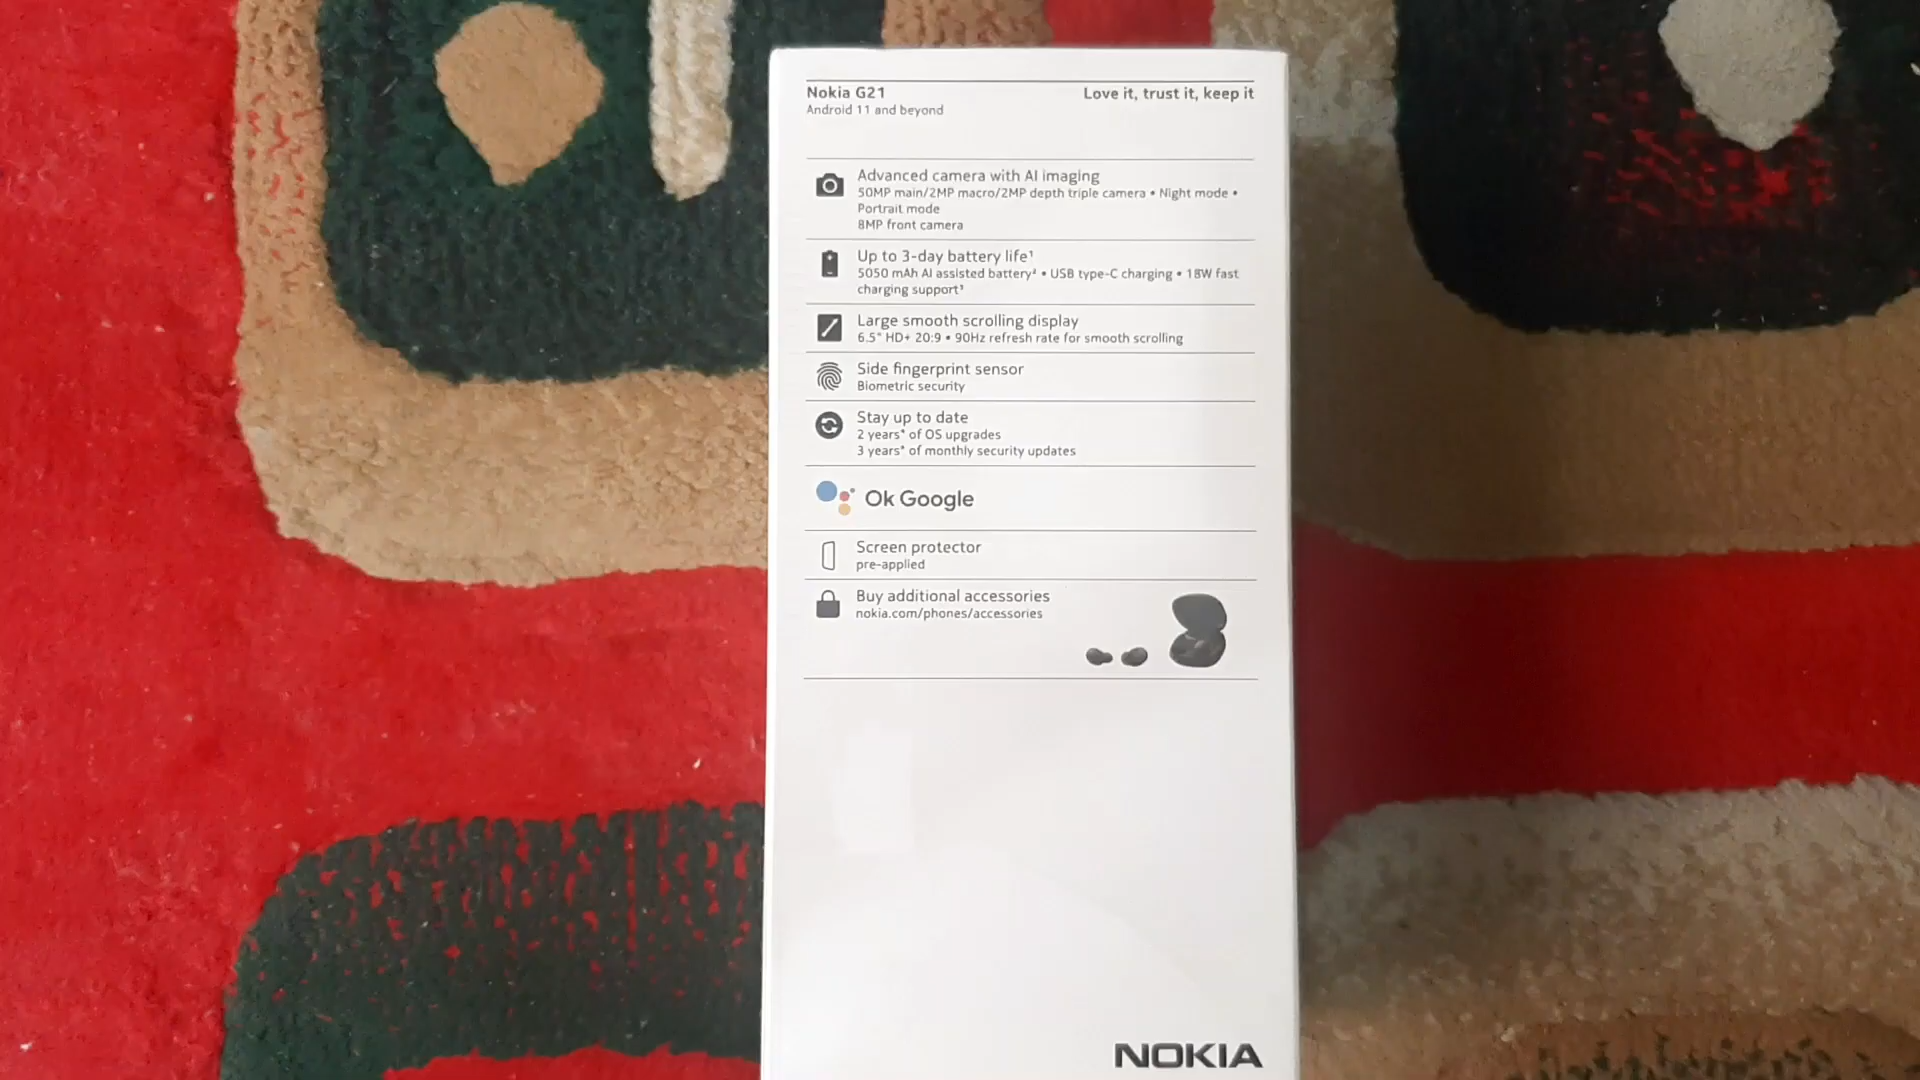 Nokia G21
Love it, trust it, keep it
Android 11 and beyond
Advanced camera with AI imaging
50MP main/2MP macro/2MP depth triple camera • Night mode •
Portrait mode
8MP front camera
Up to 3-day battery life¹
5050 mAh AI assisted battery² • USB type-C charging • 18W fast
charging support³
Large smooth scrolling display
6.5" HD+ 20:9 • 90Hz refresh rate for smooth scrolling
Side fingerprint sensor
Biometric security
Stay up to date
2 years* of OS upgrades
3 years* of monthly security updates
Ok Google
Screen protector
pre-applied
Buy additional accessories
nokia.com/phones/accessories
NOKIA